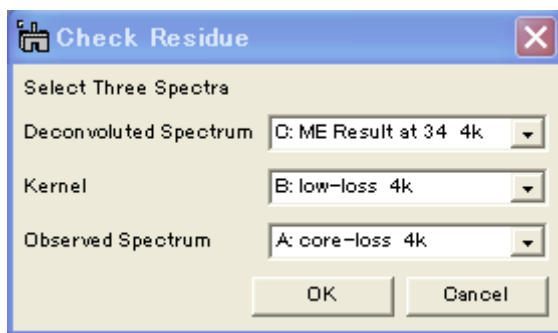 Check Residue
Select Three Spectra
Deconvoluted Spectrum C: ME Result at 34 4k
Kernel B: low-loss 4k
Observed Spectrum A: core-loss 4k
OK Cancel